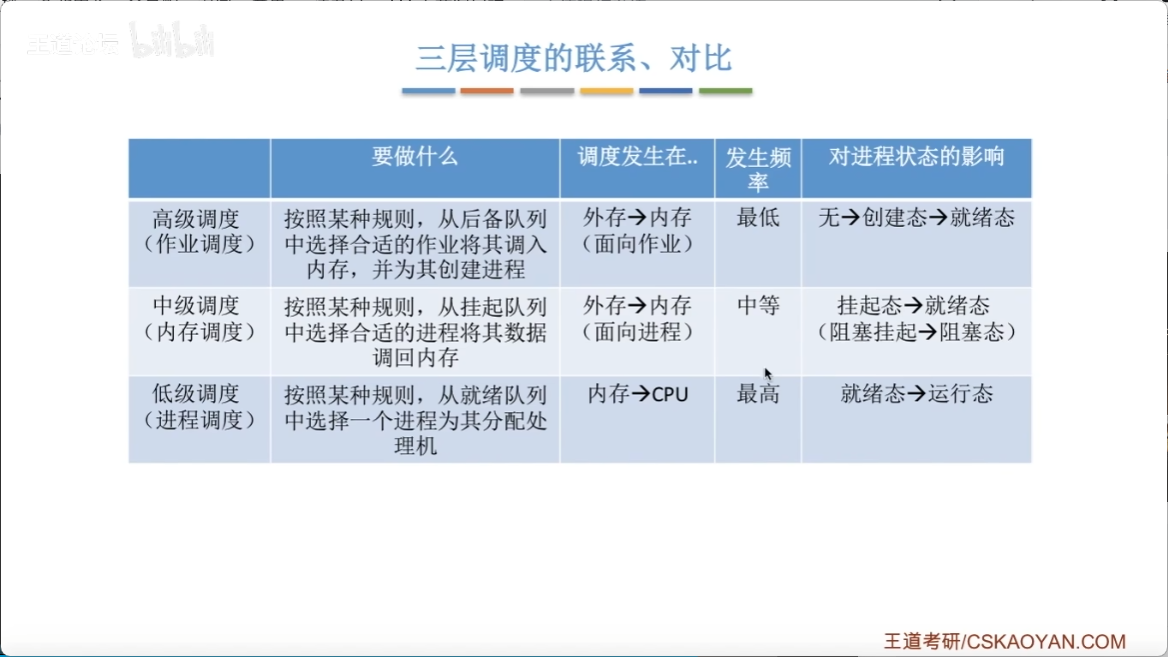 王道论坛 bilibili
三层调度的联系、对比
要做什么
调度发生在..
发生频
率
对进程状态的影响
高级调度
（作业调度）
按照某种规则，从后备队列
中选择合适的作业将其调入
内存，并为其创建进程
外存→内存
（面向作业）
最低
无→创建态→就绪态
中级调度
（内存调度）
按照某种规则，从挂起队列
中选择合适的进程将其数据
调回内存
外存→内存
（面向进程）
中等
挂起态→就绪态
（阻塞挂起→阻塞态）
低级调度
（进程调度）
按照某种规则，从就绪队列
中选择一个进程为其分配处
理机
内存→CPU
最高
就绪态→运行态
王道考研/CSKAOYAN.COM